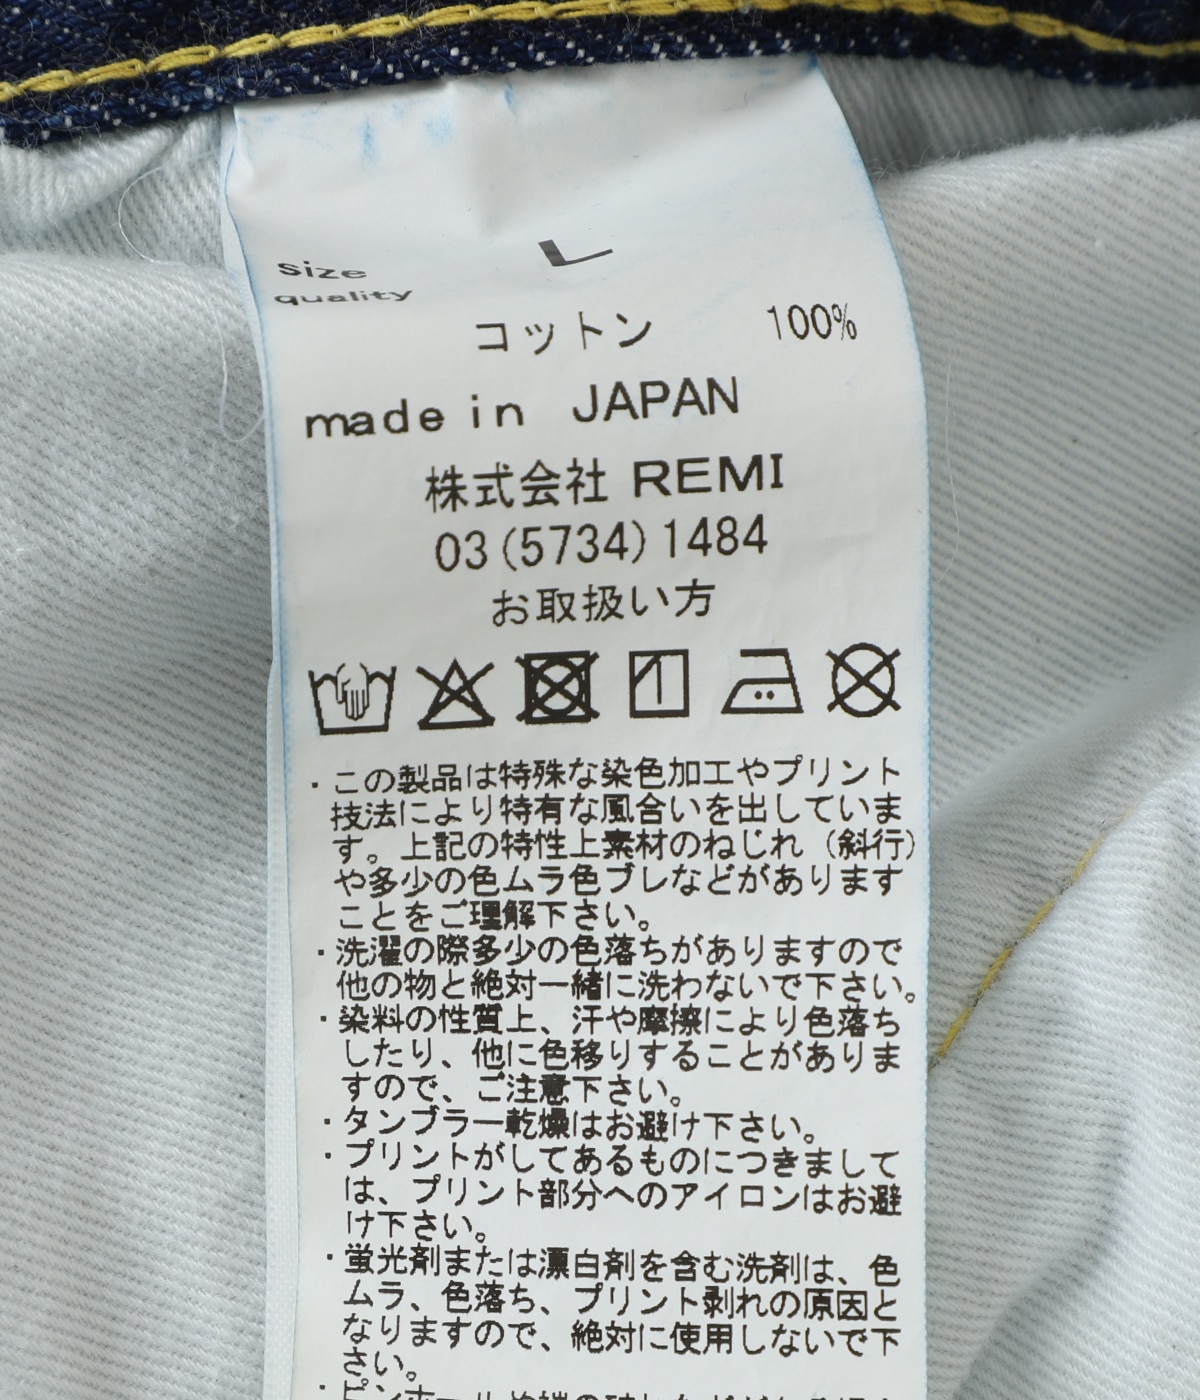 size L
quality
コットン 100%
made in JAPAN
株式会社 REMI
03(5734)1484
お取扱い方
・この製品は特殊な染色加工やプリント
技法により特有な風合いを出していま
す。上記の特性上素材のねじれ（斜行）
や多少の色ムラ色ブレなどがあります
ことをご理解下さい。
・洗濯の際多少の色落ちがありますので
他の物と絶対一緒に洗わないで下さい。
・染料の性質上、汗や摩擦により色落ち
したり、他に色移りすることがありま
すので、ご注意下さい。
・タンブラー乾燥はお避け下さい。
・プリントがしてあるものにつきまして
は、プリント部分へのアイロンはお避
け下さい。
・蛍光剤または漂白剤を含む洗剤は、色
ムラ、色落ち、プリント剥れの原因と
なりますので、絶対に使用しないで下
さい。
・ピンホール